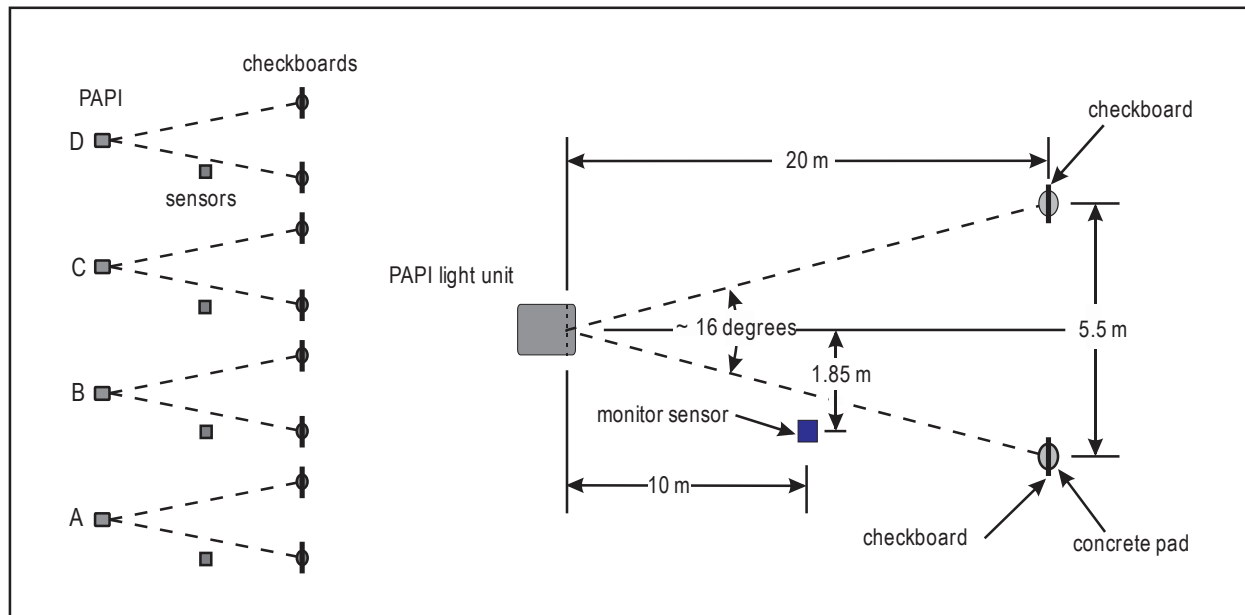 checkboards
PAPI
D
sensors
C
B
A
checkboard
20 m
PAPI light unit
~ 16 degrees
5.5 m
1.85 m
monitor sensor
10 m
checkboard
concrete pad